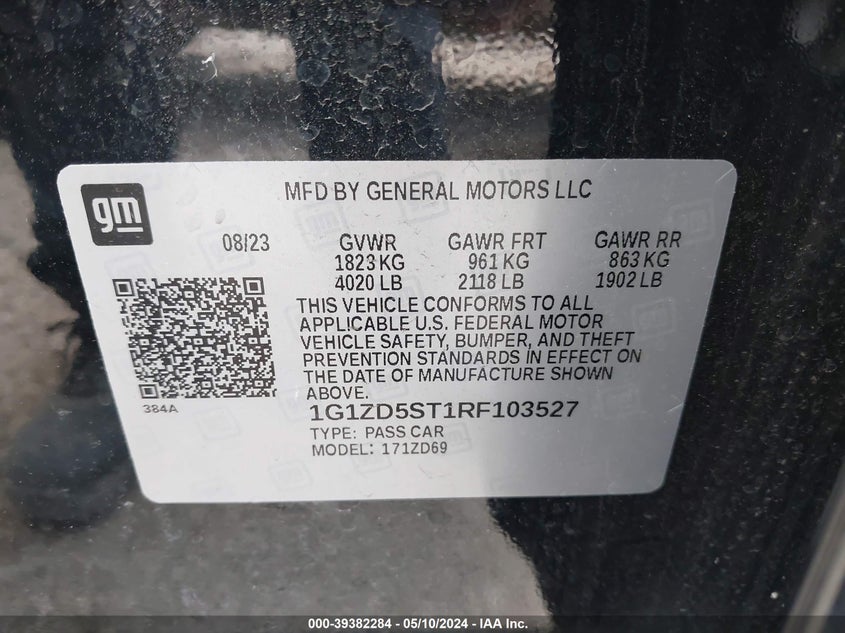 gm
MFD BY GENERAL MOTORS LLC
08/23 GVWR GAWR FRT GAWR RR
1823 KG 961 KG 863 KG
4020 LB 2118 LB 1902 LB
THIS VEHICLE CONFORMS TO ALL
APPLICABLE U.S. FEDERAL MOTOR
VEHICLE SAFETY, BUMPER, AND THEFT
PREVENTION STANDARDS IN EFFECT ON
THE DATE OF MANUFACTURE SHOWN
ABOVE.
384A
1G1ZD5ST1RF103527
TYPE: PASS CAR
MODEL: 171ZD69
000-39382284 - 05/10/2024 - IAA Inc.